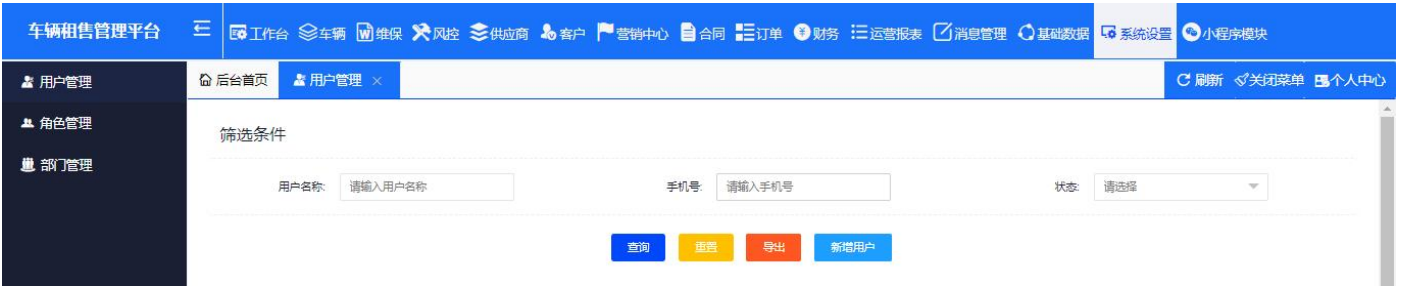 车辆租售管理平台 工作台 车辆 维保 风控 供应商 客户 营销中心 合同 订单 财务 运营报表 消息管理 基础数据 系统设置 小程序模块
用户管理 后台首页 用户管理 × 刷新 关闭菜单 个人中心
角色管理
筛选条件
部门管理
用户名称: 请输入用户名称 手机号: 请输入手机号 状态: 请选择
查询 重置 导出 新增用户